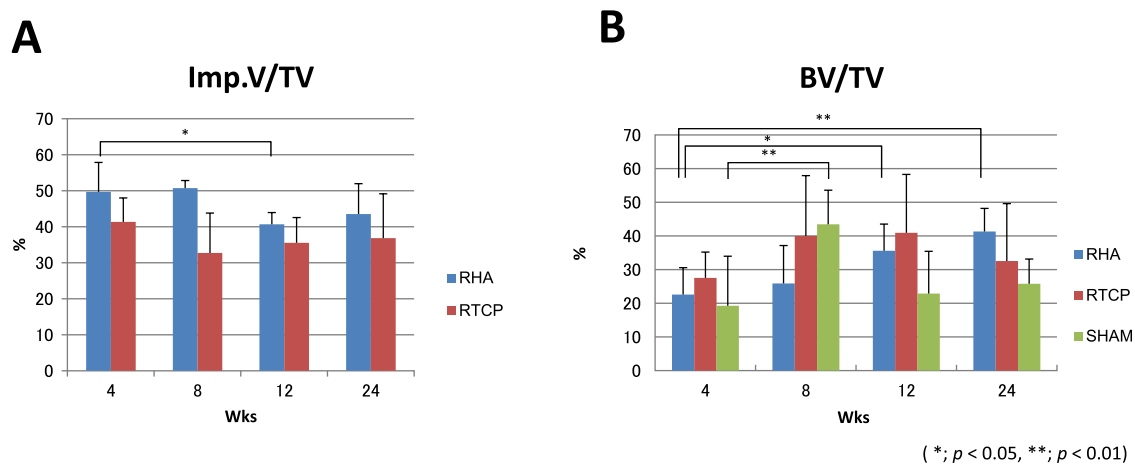 A
Imp.V/TV
70
60
50
40
30
20
10
0
%
*
4 8 12 24
Wks
RHA
RTCP
B
BV/TV
70
60
50
40
30
20
10
0
%
**
*
**
4 8 12 24
Wks
RHA
RTCP
SHAM
( *; p < 0.05, **; p < 0.01)